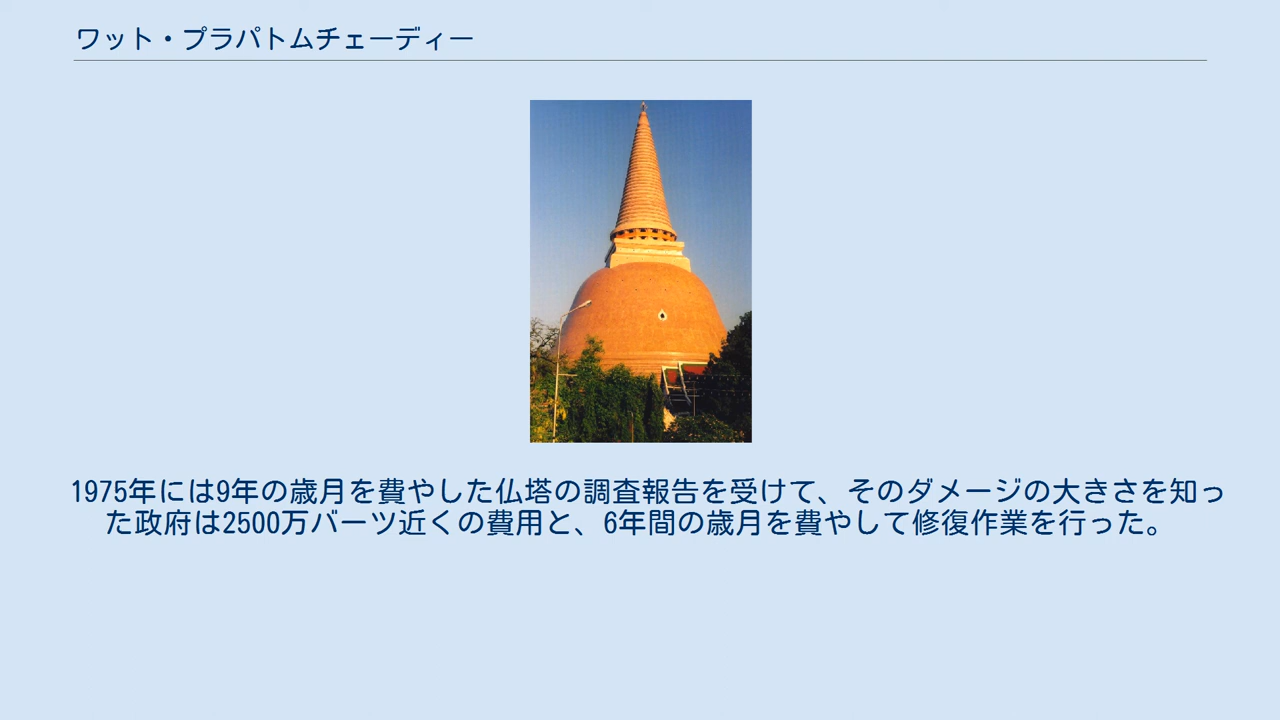 ワット・プラパトムチェーディー
1975年には9年の歳月を費やした仏塔の調査報告を受けて、そのダメージの大きさを知っ
た政府は2500万バーツ近くの費用と、6年間の歳月を費やして修復作業を行った。